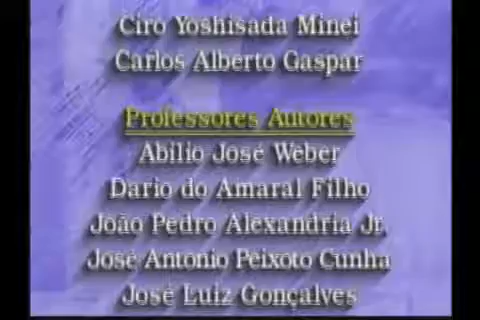 Ciro Yoshisada Minei
Carlos Alberto Gaspar
Professores Autores
Abilio José Weber
Dario do Amaral Filho
João Pedro Alexandria Jr.
José Antonio Peixoto Cunha
José Luiz Gonçalves